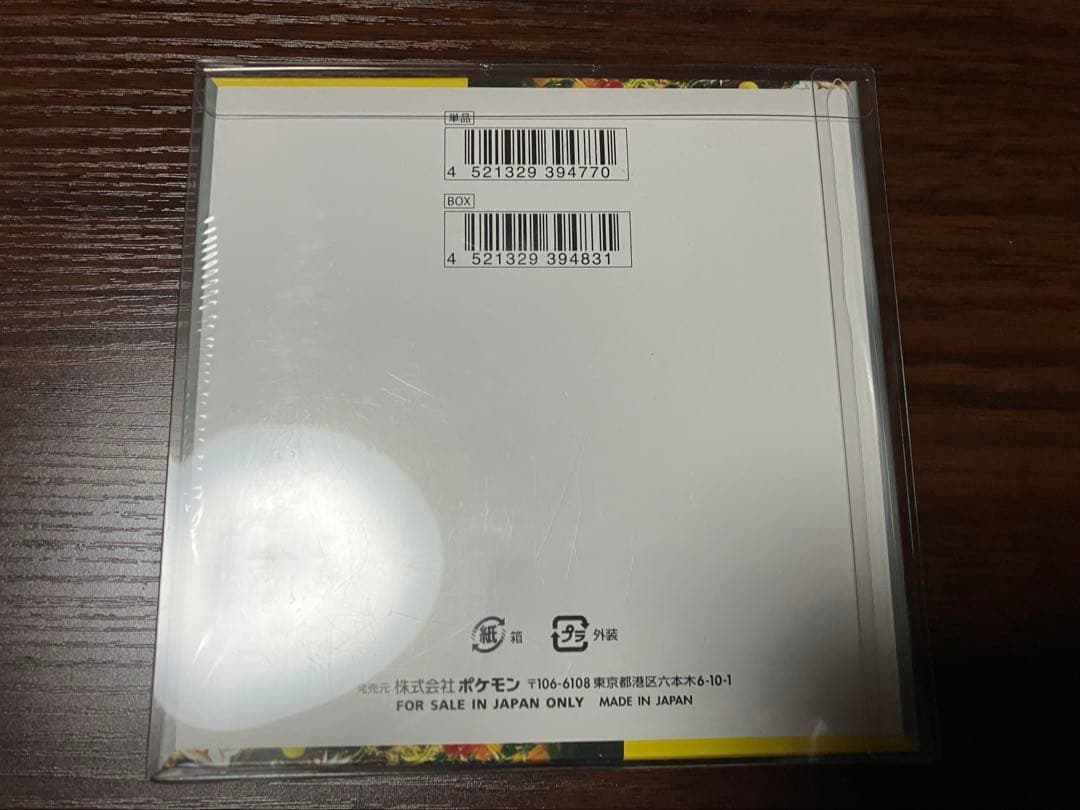 単品
4 521329 394770
BOX
4 521329 394831
紙 箱 プラ 外装
発売元 株式会社 ポケモン 〒106-6108 東京都港区六本木6-10-1
FOR SALE IN JAPAN ONLY MADE IN JAPAN